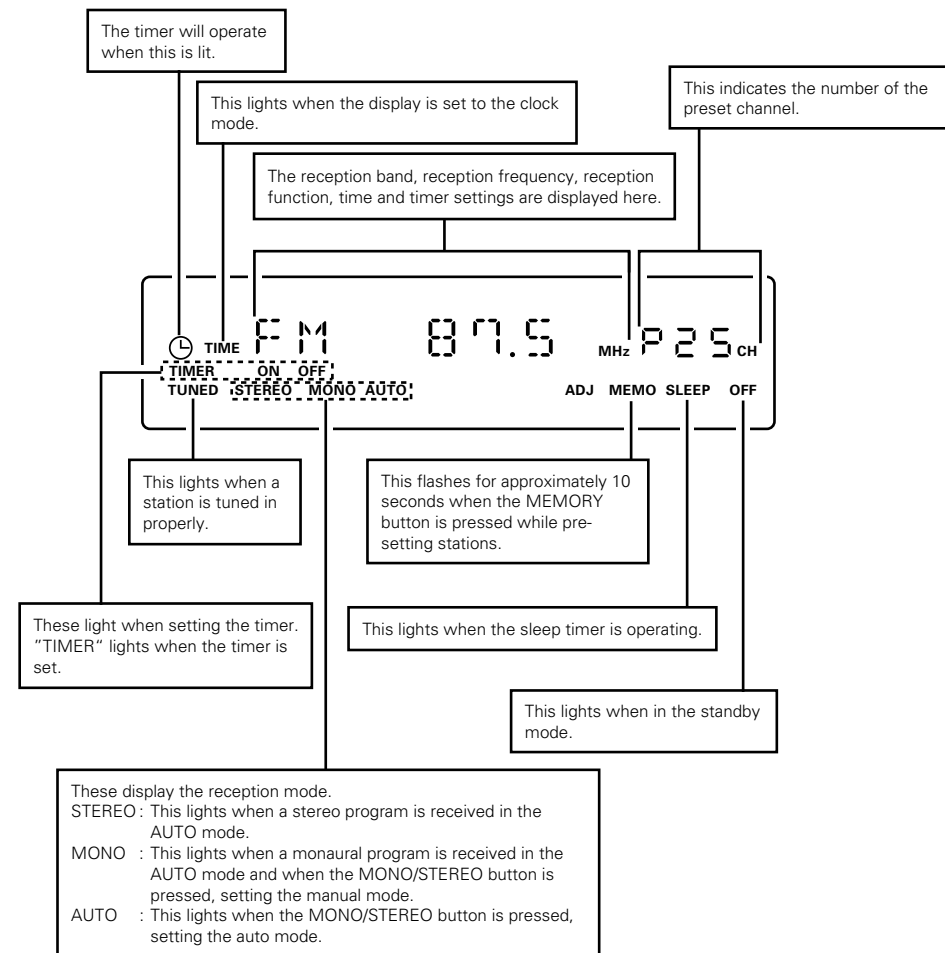 The timer will operate
when this is lit.
This lights when the display is set to the clock
mode.
This indicates the number of the
preset channel.
The reception band, reception frequency, reception
function, time and timer settings are displayed here.
TIME FM 87.5 MHz P25 CH
TIMER ON OFF
TUNED STEREO MONO AUTO ADJ MEMO SLEEP OFF
This lights when a
station is tuned in
properly.
This flashes for approximately 10
seconds when the MEMORY
button is pressed while pre-
setting stations.
These light when setting the timer.
"TIMER" lights when the timer is
set.
This lights when the sleep timer is operating.
This lights when in the standby
mode.
These display the reception mode.
STEREO : This lights when a stereo program is received in the
AUTO mode.
MONO : This lights when a monaural program is received in the
AUTO mode and when the MONO/STEREO button is
pressed, setting the manual mode.
AUTO : This lights when the MONO/STEREO button is pressed,
setting the auto mode.